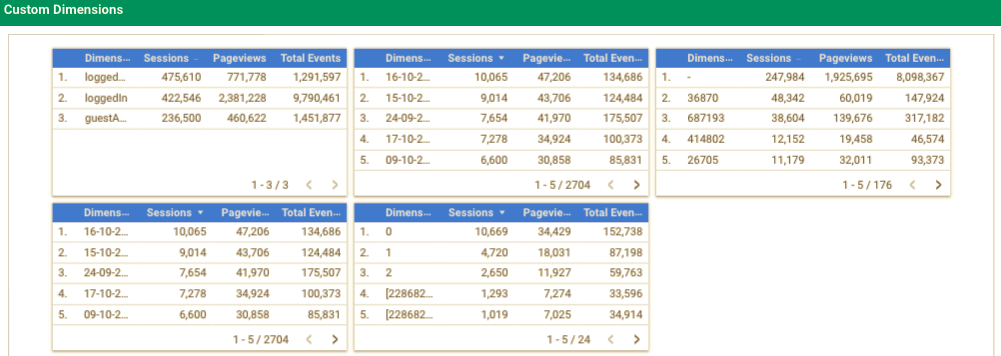 Custom Dimensions
Dimens... Sessions Pageviews Total Events
1. logged... 475,610 771,778 1,291,597
2. loggedIn 422,546 2,381,228 9,790,461
3. guestA... 236,500 460,622 1,451,877
1 - 3 / 3 < >
Dimens... Sessions ▼ Pagevie... Total Even...
1. 16-10-2... 10,065 47,206 134,686
2. 15-10-2... 9,014 43,706 124,484
3. 24-09-2... 7,654 41,970 175,507
4. 17-10-2... 7,278 34,924 100,373
5. 09-10-2... 6,600 30,858 85,831
1 - 5 / 2704 < >
Dimens... Sessions Pageviews Total Even...
1. - 247,984 1,925,695 8,098,367
2. 36870 48,342 60,019 147,924
3. 687193 38,604 139,676 317,182
4. 414802 12,152 19,458 46,574
5. 26705 11,179 32,011 93,373
1 - 5 / 176 < >
Dimens... Sessions ▼ Pagevie... Total Even...
1. 16-10-2... 10,065 47,206 134,686
2. 15-10-2... 9,014 43,706 124,484
3. 24-09-2... 7,654 41,970 175,507
4. 17-10-2... 7,278 34,924 100,373
5. 09-10-2... 6,600 30,858 85,831
1 - 5 / 2704 < >
Dimens... Sessions ▼ Pagevie... Total Even...
1. 0 10,669 34,429 152,738
2. 1 4,720 18,031 87,198
3. 2 2,650 11,927 59,763
4. [228682... 1,293 7,274 33,596
5. [228682... 1,019 7,025 34,914
1 - 5 / 24 < >